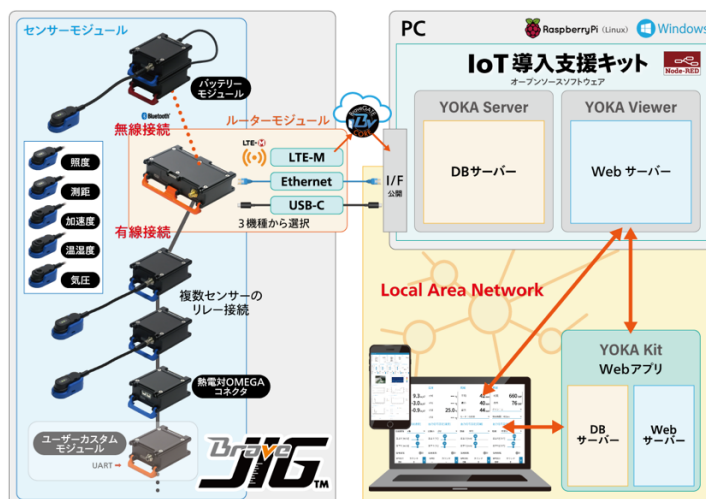 センサーモジュール
バッテリー
モジュール
Bluetooth
無線接続
ルーターモジュール
照度
測距
加速度
温湿度
気圧
LTE-M
LTE-M
Ethernet
USB-C
3機種から選択
有線接続
複数センサーの
リレー接続
熱電対OMEGA
コネクタ
ユーザーカスタム
モジュール
UART
Brave
JIG™
PC
RaspberryPi (Linux)
Windows
IoT導入支援キット
オープンソースソフトウェア
Node-RED
I/F
公開
YOKA Server
DBサーバー
YOKA Viewer
Web サーバー
Local Area Network
YOKA Kit
Webアプリ
DB
サーバー
Web
サーバー